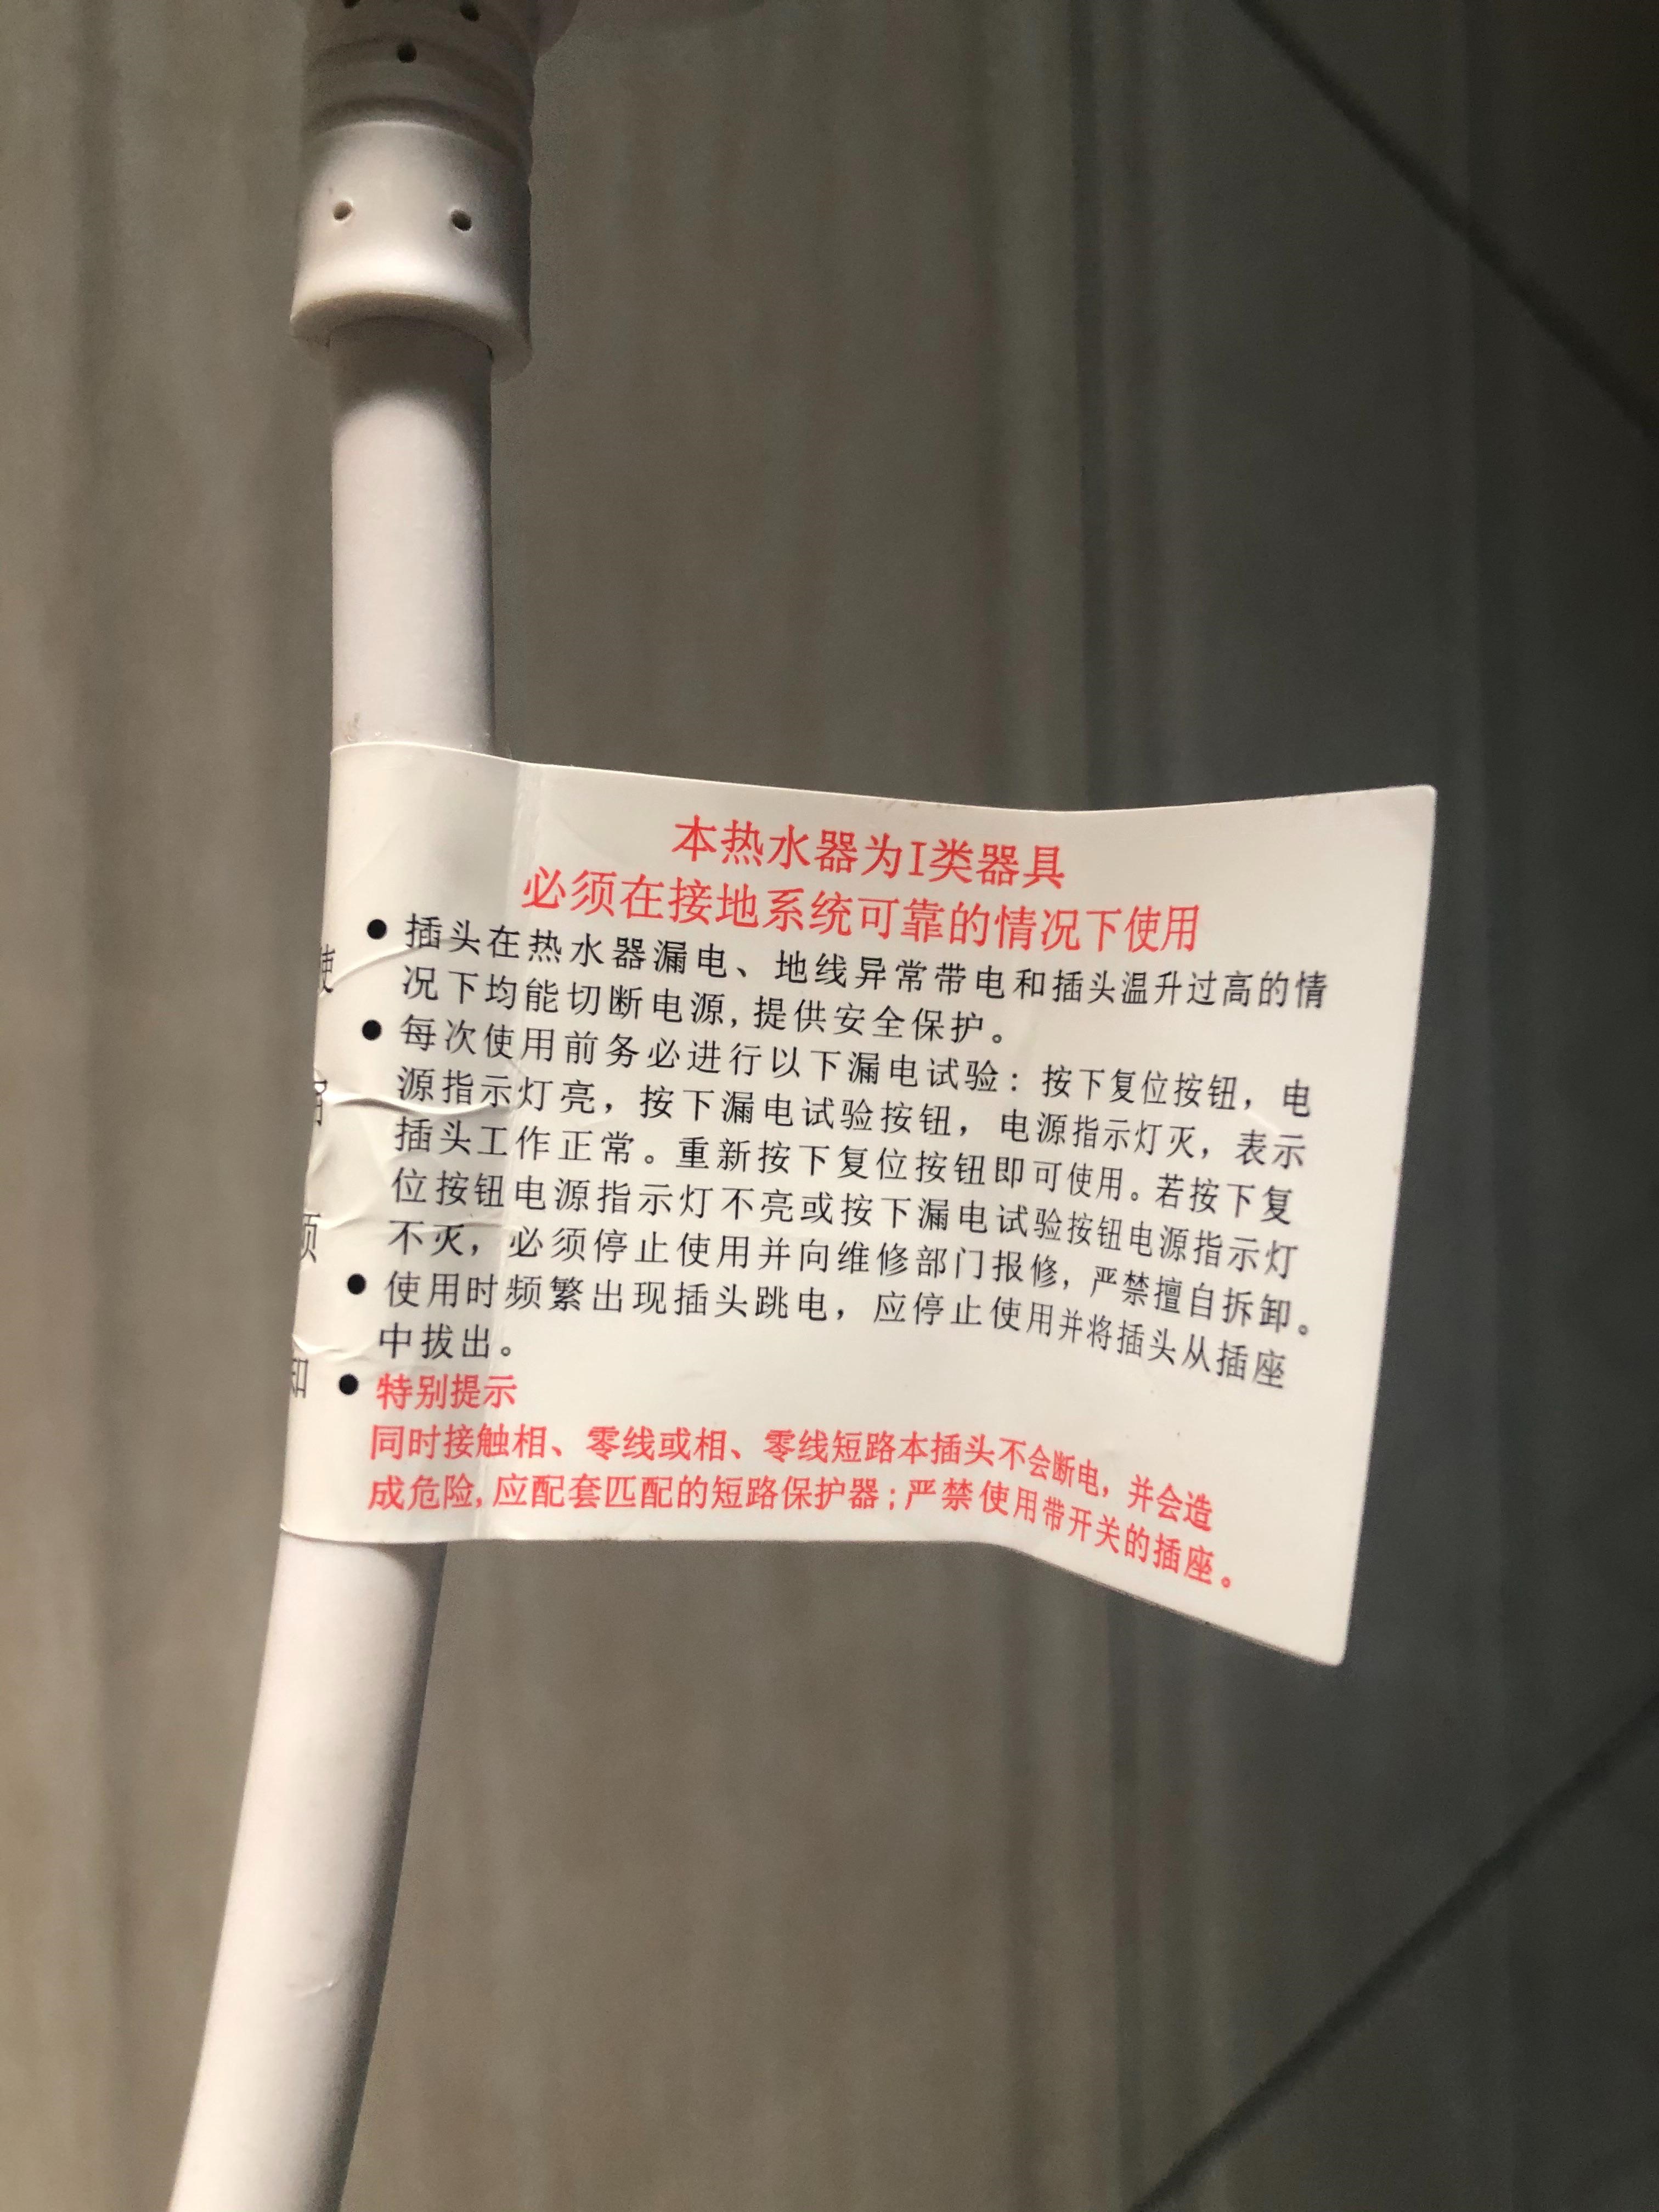 本热水器为I类器具
必须在接地系统可靠的情况下使用
● 插头在热水器漏电、地线异常带电和插头温升过高的情
况下均能切断电源,提供安全保护。
● 每次使用前务必进行以下漏电试验：按下复位按钮，电
源指示灯亮，按下漏电试验按钮，电源指示灯灭，表示
插头工作正常。重新按下复位按钮即可使用。若按下复
位按钮电源指示灯不亮或按下漏电试验按钮电源指示灯
不灭，必须停止使用并向维修部门报修，严禁擅自拆卸。
● 使用时频繁出现插头跳电，应停止使用并将插头从插座
中拔出。
● 特别提示
同时接触相、零线或相、零线短路本插头不会断电，并会造
成危险,应配套匹配的短路保护器；严禁使用带开关的插座。
使
须
知